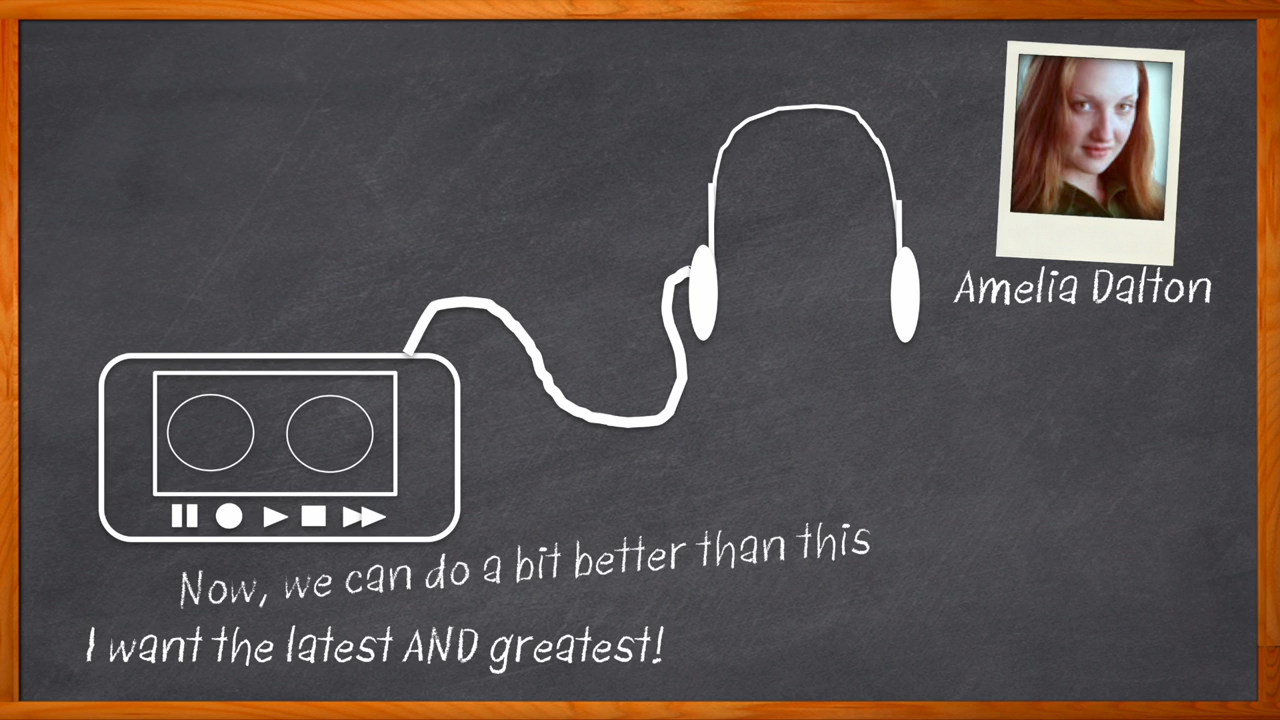 Amelia Dalton
Now, we can do a bit better than this
I want the latest AND greatest!